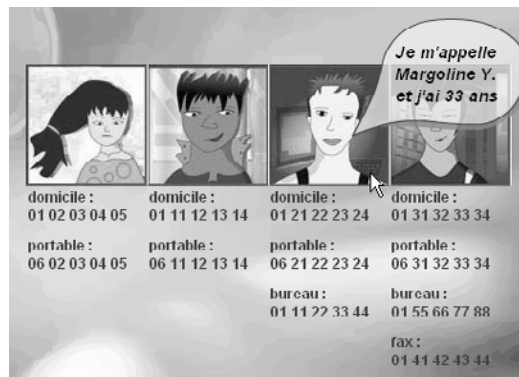 Je m'appelle
Margoline Y.
et j'ai 33 ans
domicile :
01 02 03 04 05
portable :
06 02 03 04 05
domicile :
01 11 12 13 14
portable :
06 11 12 13 14
domicile :
01 21 22 23 24
portable :
06 21 22 23 24
bureau :
01 11 22 33 44
domicile :
01 31 32 33 34
portable :
06 31 32 33 34
bureau :
01 55 66 77 88
fax :
01 41 42 43 44